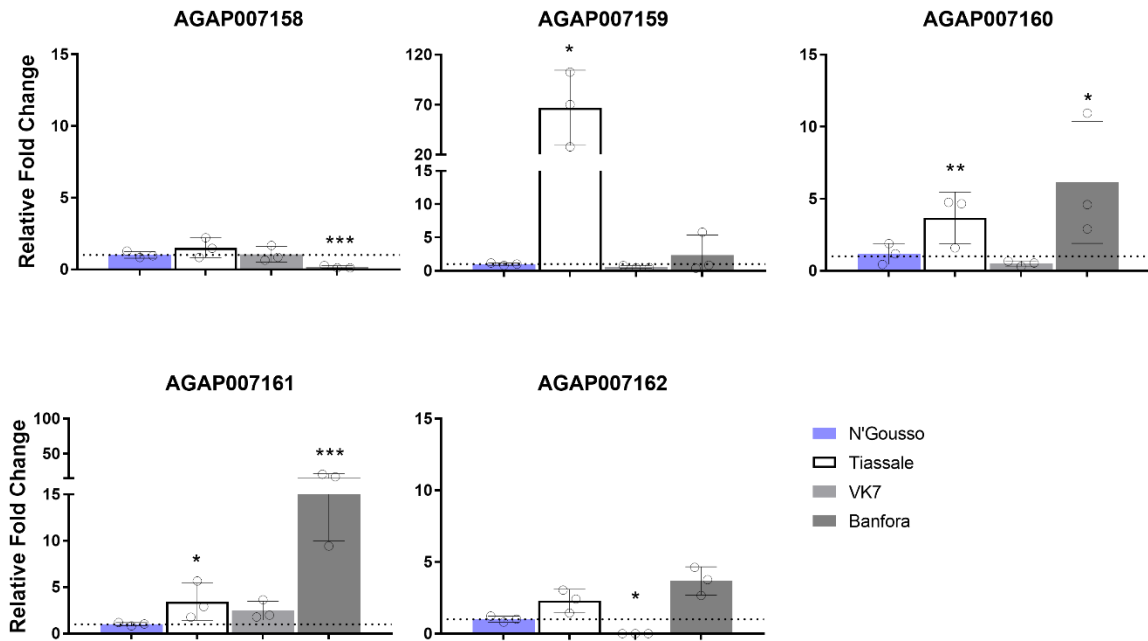 AGAP007158
AGAP007159
AGAP007160
Relative Fold Change
15
10
5
0
***
120
70
20
15
10
5
0
*
15
10
5
0
**
*
AGAP007161
AGAP007162
Relative Fold Change
100
50
15
10
5
0
*
***
15
10
5
0
*
N'Gousso
Tiassale
VK7
Banfora